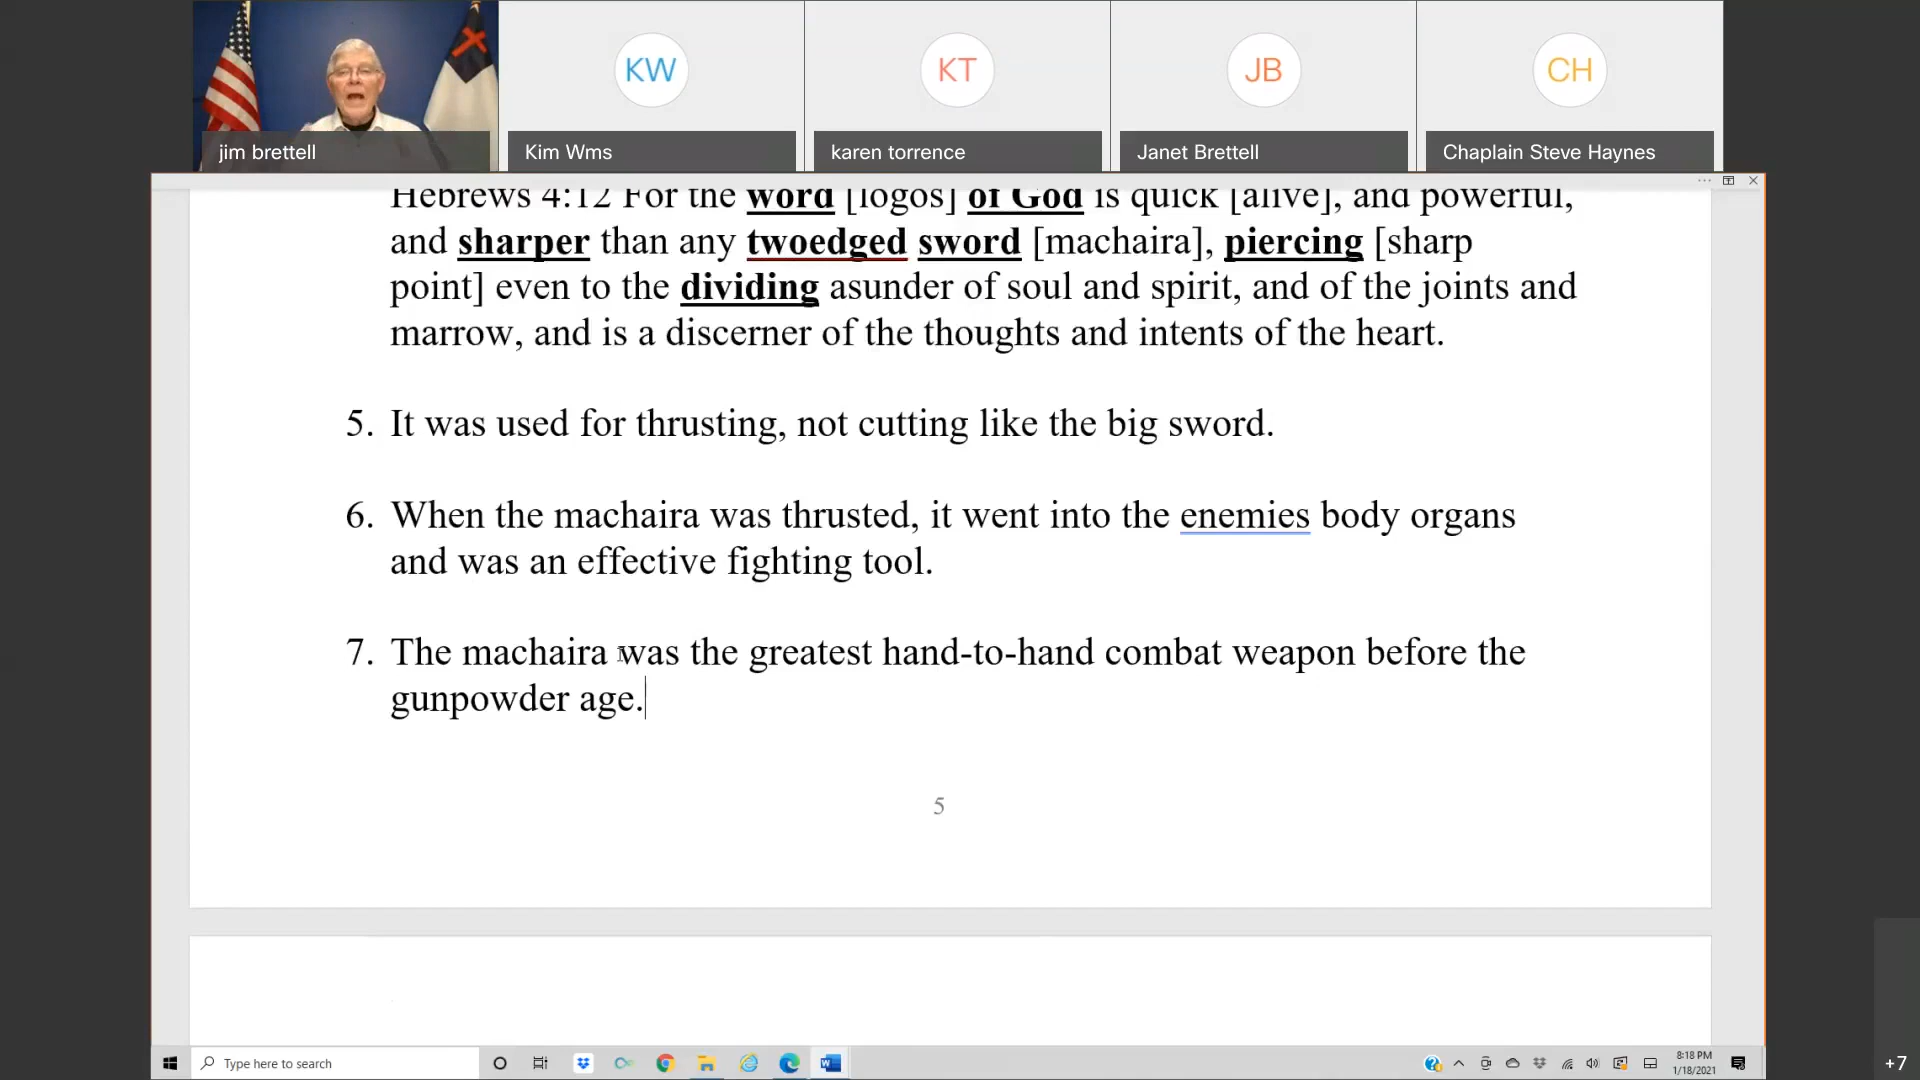 KW
KT
JB
CH
jim brettell
Kim Wms
karen torrence
Janet Brettell
Chaplain Steve Haynes
Hebrews 4:12 For the word [logos] of God is quick [alive], and powerful,
and sharper than any twoedged sword [machaira], piercing [sharp
point] even to the dividing asunder of soul and spirit, and of the joints and
marrow, and is a discerner of the thoughts and intents of the heart.
5. It was used for thrusting, not cutting like the big sword.
6. When the machaira was thrusted, it went into the enemies body organs
and was an effective fighting tool.
7. The machaira was the greatest hand-to-hand combat weapon before the
gunpowder age.
5
Type here to search
8:18 PM
1/18/2021
+7